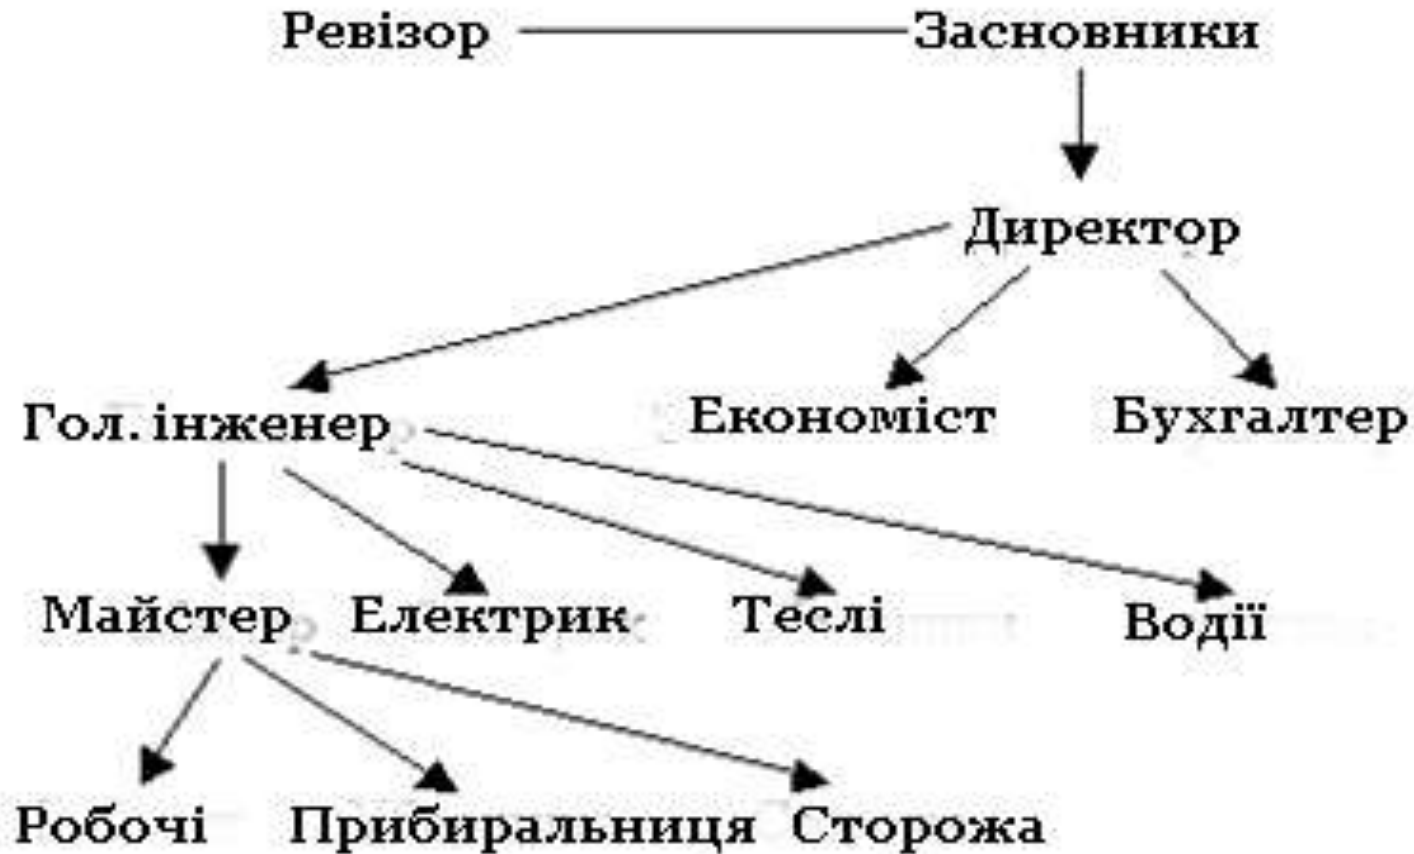 Ревізор Засновники
Директор
Гол. інженер Економіст Бухгалтер
Майстер Електрик Теслі Водії
Робочі Прибиральниця Сторожа